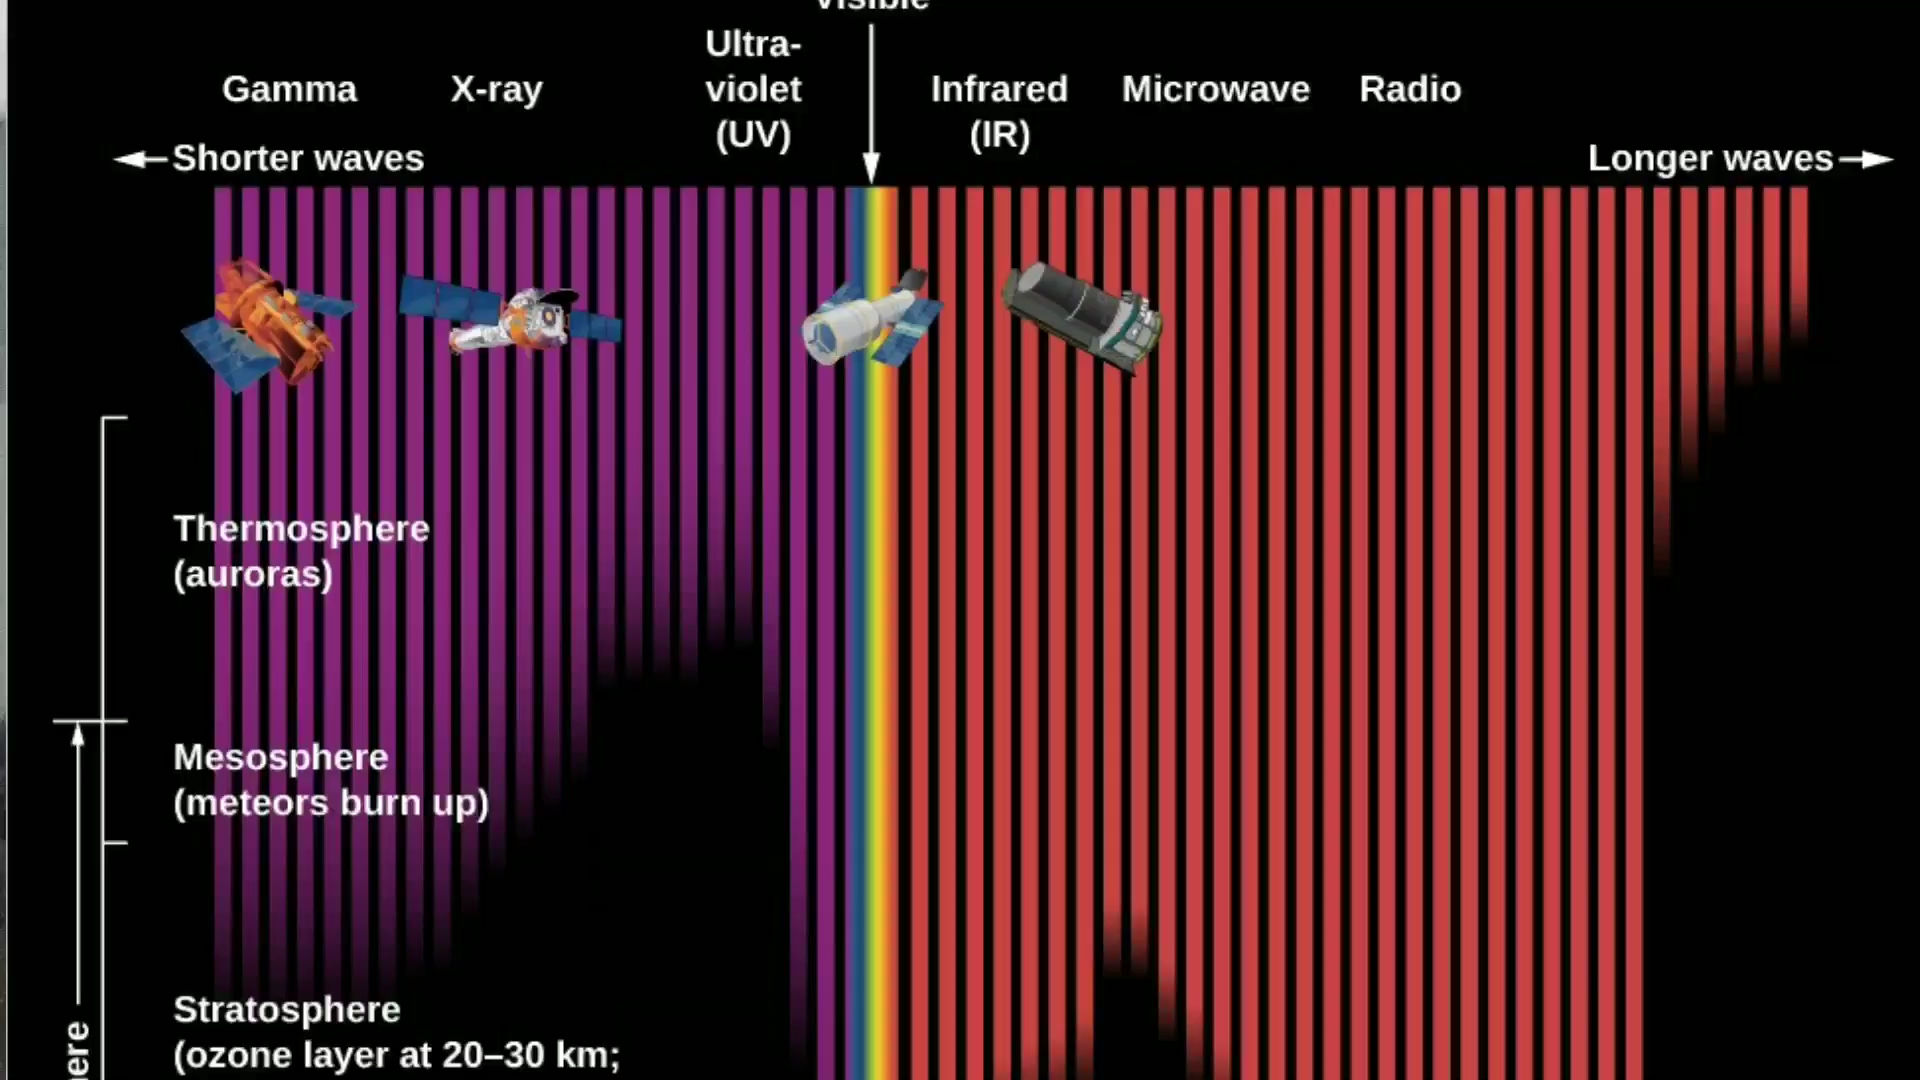 Visible
Ultra-
violet
(UV)
Gamma
X-ray
Infrared
(IR)
Microwave
Radio
Shorter waves
Longer waves
Thermosphere
(auroras)
Mesosphere
(meteors burn up)
Stratosphere
(ozone layer at 20–30 km;